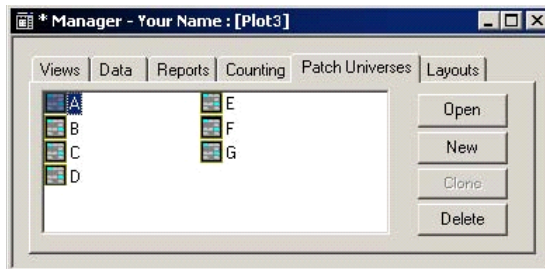 * Manager - Your Name : [Plot3]
Views Data Reports Counting Patch Universes Layouts
A
B
C
D
E
F
G
Open
New
Clone
Delete